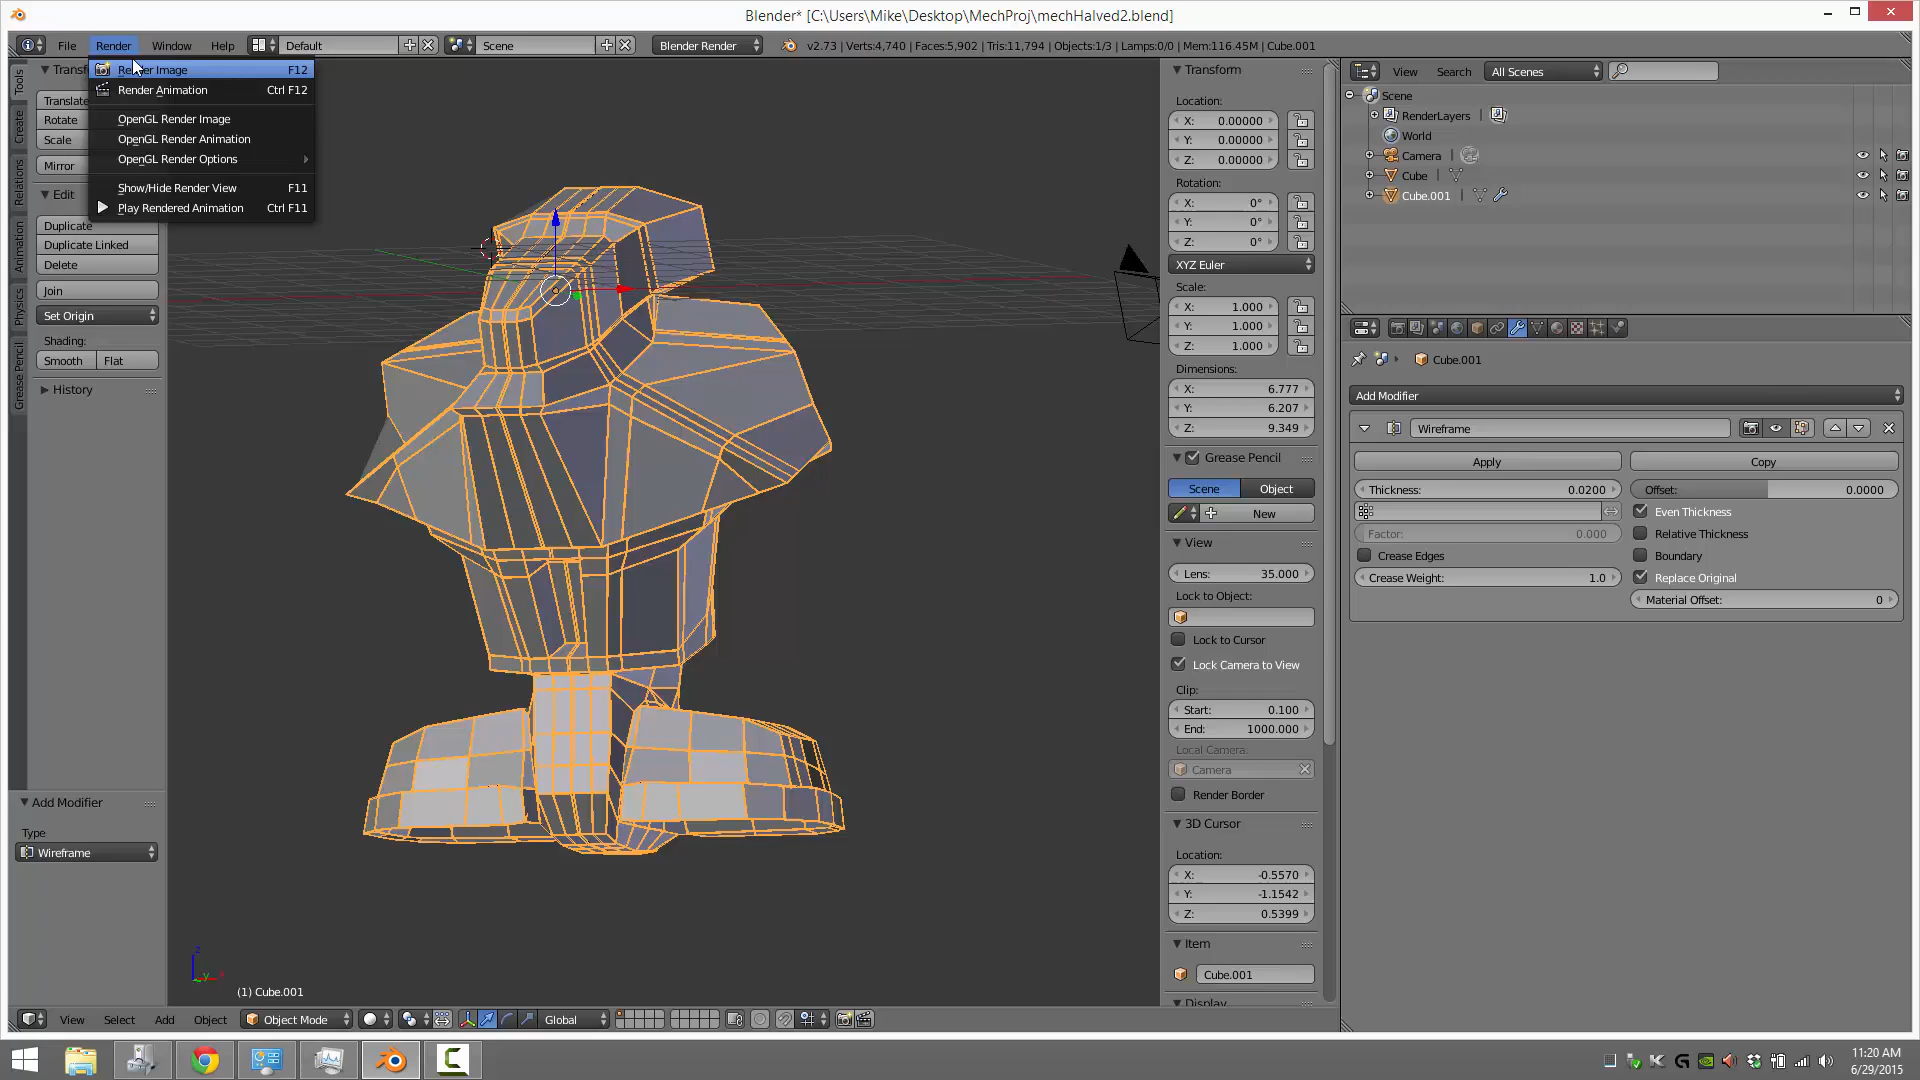 Blender* [C:\Users\Mike\Desktop\MechProj\mechHalved2.blend]
File Render Window Help Default Scene Blender Render v2.73 | Verts:4,740 | Faces:5,902 | Tris:11,794 | Objects:1/3 | Lamps:0/0 | Mem:116.45M | Cube.001
Render Image F12
Render Animation Ctrl F12
OpenGL Render Image
OpenGL Render Animation
OpenGL Render Options
Show/Hide Render View F11
Play Rendered Animation Ctrl F11
Tools
Create
Relations
Animation
Physics
Grease Pencil
Translate
Rotate
Scale
Mirror
Edit
Duplicate
Duplicate Linked
Delete
Join
Set Origin
Shading:
Smooth Flat
History
Add Modifier
Type
Wireframe
(1) Cube.001
View Select Add Object Object Mode Global
Transform
Location:
X: 0.00000
Y: 0.00000
Z: 0.00000
Rotation:
X: 0°
Y: 0°
Z: 0°
XYZ Euler
Scale:
X: 1.000
Y: 1.000
Z: 1.000
Dimensions:
X: 6.777
Y: 6.207
Z: 9.349
Grease Pencil
Scene Object
New
View
Lens: 35.000
Lock to Object:
Lock to Cursor
Lock Camera to View
Clip:
Start: 0.100
End: 1000.000
Local Camera:
Camera
Render Border
3D Cursor
Location:
X: -0.5570
Y: -1.1542
Z: 0.5399
Item
Cube.001
Display
View Search All Scenes
Scene
RenderLayers
World
Camera
Cube
Cube.001
Cube.001
Add Modifier
Wireframe
Apply Copy
Thickness: 0.0200 Offset: 0.0000
Even Thickness
Factor: 0.000 Relative Thickness
Crease Edges Boundary
Crease Weight: 1.0 Replace Original
Material Offset: 0
11:20 AM
6/29/2015